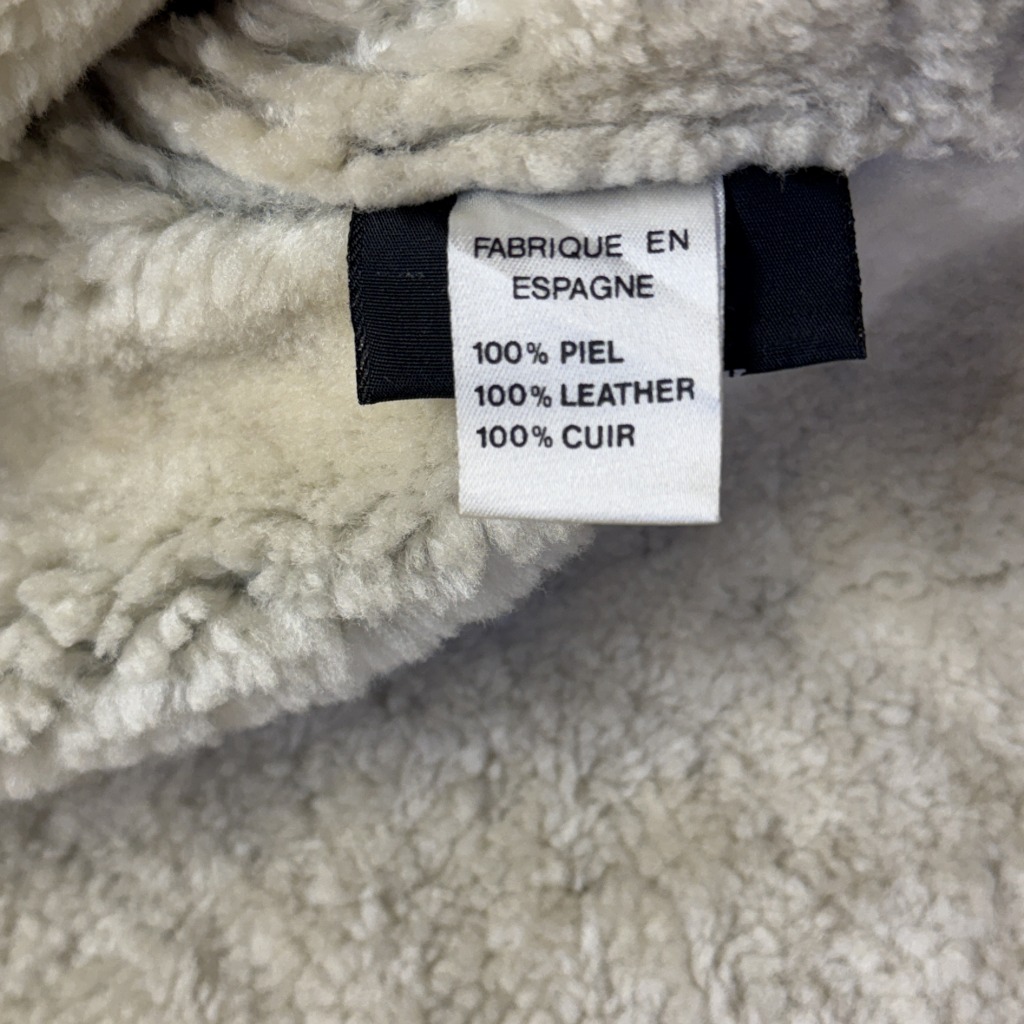 FABRIQUE EN
ESPAGNE
100% PIEL
100% LEATHER
100% CUIR